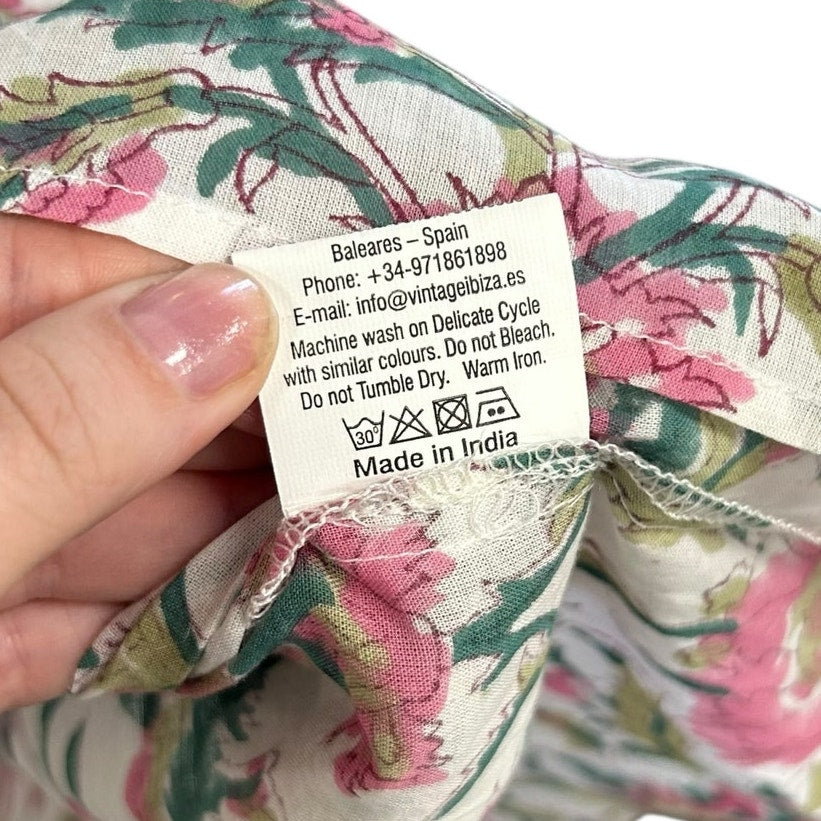 Baleares – Spain
Phone: +34-971861898
E-mail: info@vintageibiza.es
Machine wash on Delicate Cycle
with similar colours. Do not Bleach.
Do not Tumble Dry. Warm Iron.
30°
Made in India